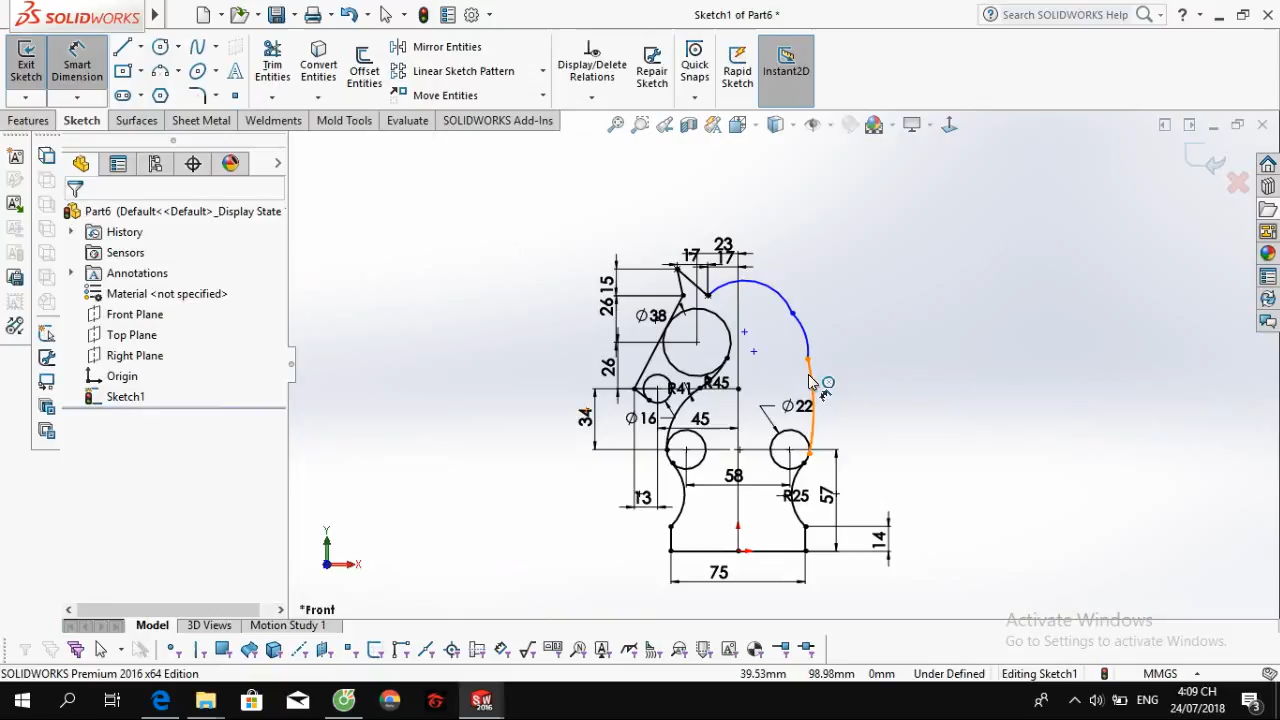 SOLIDWORKS
Sketch1 of Part6 *
Search SOLIDWORKS Help
?
Exit Sketch
Smart Dimension
Trim Entities
Convert Entities
Offset Entities
Mirror Entities
Linear Sketch Pattern
Move Entities
Display/Delete Relations
Repair Sketch
Quick Snaps
Rapid Sketch
Instant2D
Features
Sketch
Surfaces
Sheet Metal
Weldments
Mold Tools
Evaluate
SOLIDWORKS Add-Ins
Part6 (Default<<Default>_Display State
History
Sensors
Annotations
Material <not specified>
Front Plane
Top Plane
Right Plane
Origin
Sketch1
23
17
17
15
26
∅38
26
R41
R45
∅16
45
34
∅22
58
13
R25
57
14
75
Y
X
*Front
Model
3D Views
Motion Study 1
Activate Windows
Go to Settings to activate Windows.
SOLIDWORKS Premium 2016 x64 Edition
39.53mm
98.98mm
0mm
Under Defined
Editing Sketch1
MMGS
SW
2016
ENG
4:09 CH
24/07/2018
3